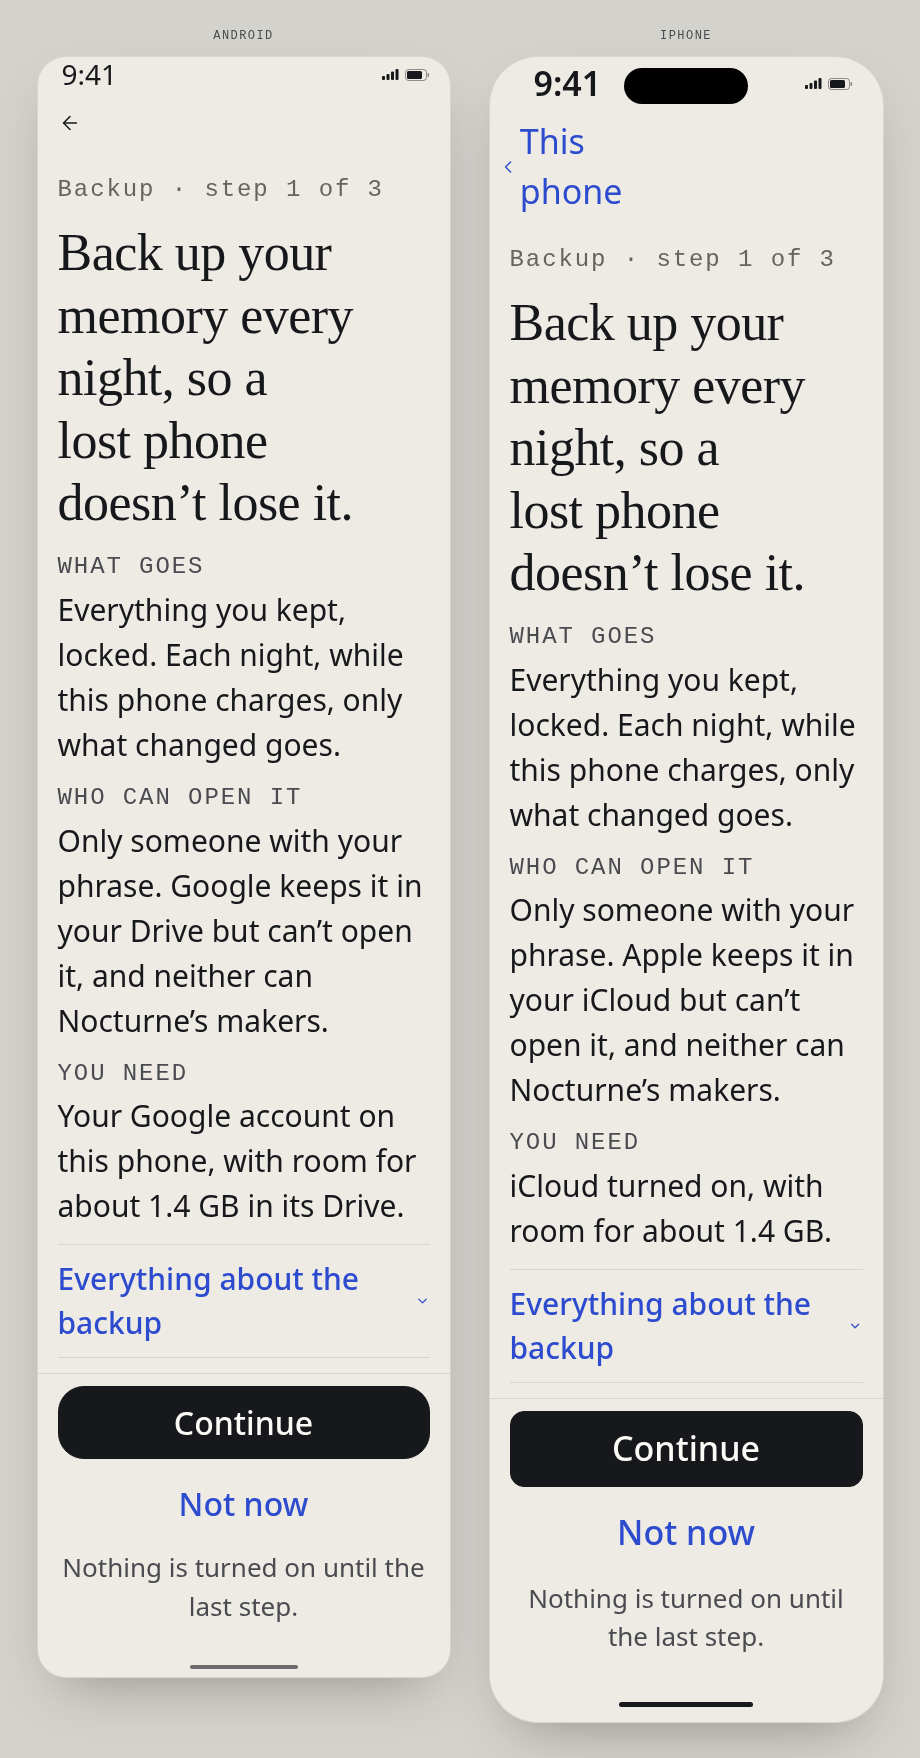 ANDROID
9:41
Backup · step 1 of 3
Back up your
memory every
night, so a
lost phone
doesn’t lose it.
WHAT GOES
Everything you kept,
locked. Each night, while
this phone charges, only
what changed goes.
WHO CAN OPEN IT
Only someone with your
phrase. Google keeps it in
your Drive but can’t open
it, and neither can
Nocturne’s makers.
YOU NEED
Your Google account on
this phone, with room for
about 1.4 GB in its Drive.
Everything about the
backup
Continue
Not now
Nothing is turned on until the
last step.
IPHONE
9:41
This
phone
Backup · step 1 of 3
Back up your
memory every
night, so a
lost phone
doesn’t lose it.
WHAT GOES
Everything you kept,
locked. Each night, while
this phone charges, only
what changed goes.
WHO CAN OPEN IT
Only someone with your
phrase. Apple keeps it in
your iCloud but can’t
open it, and neither can
Nocturne’s makers.
YOU NEED
iCloud turned on, with
room for about 1.4 GB.
Everything about the
backup
Continue
Not now
Nothing is turned on until
the last step.